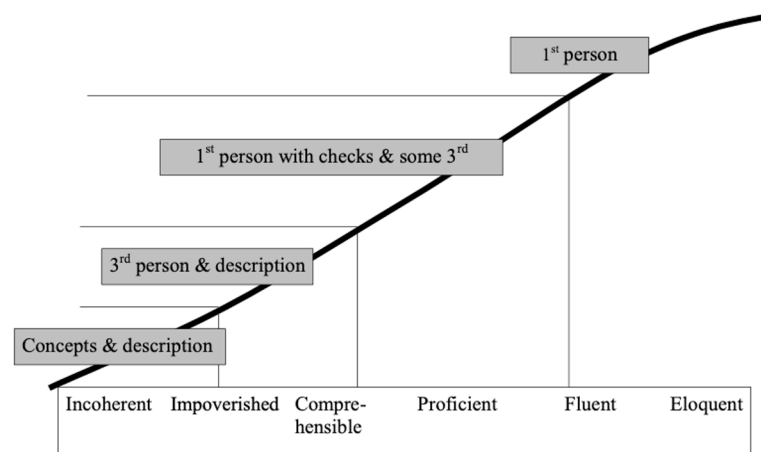 1st person
1st person with checks & some 3rd
3rd person & description
Concepts & description
Incoherent Impoverished Compre- Proficient Fluent Eloquent
hensible